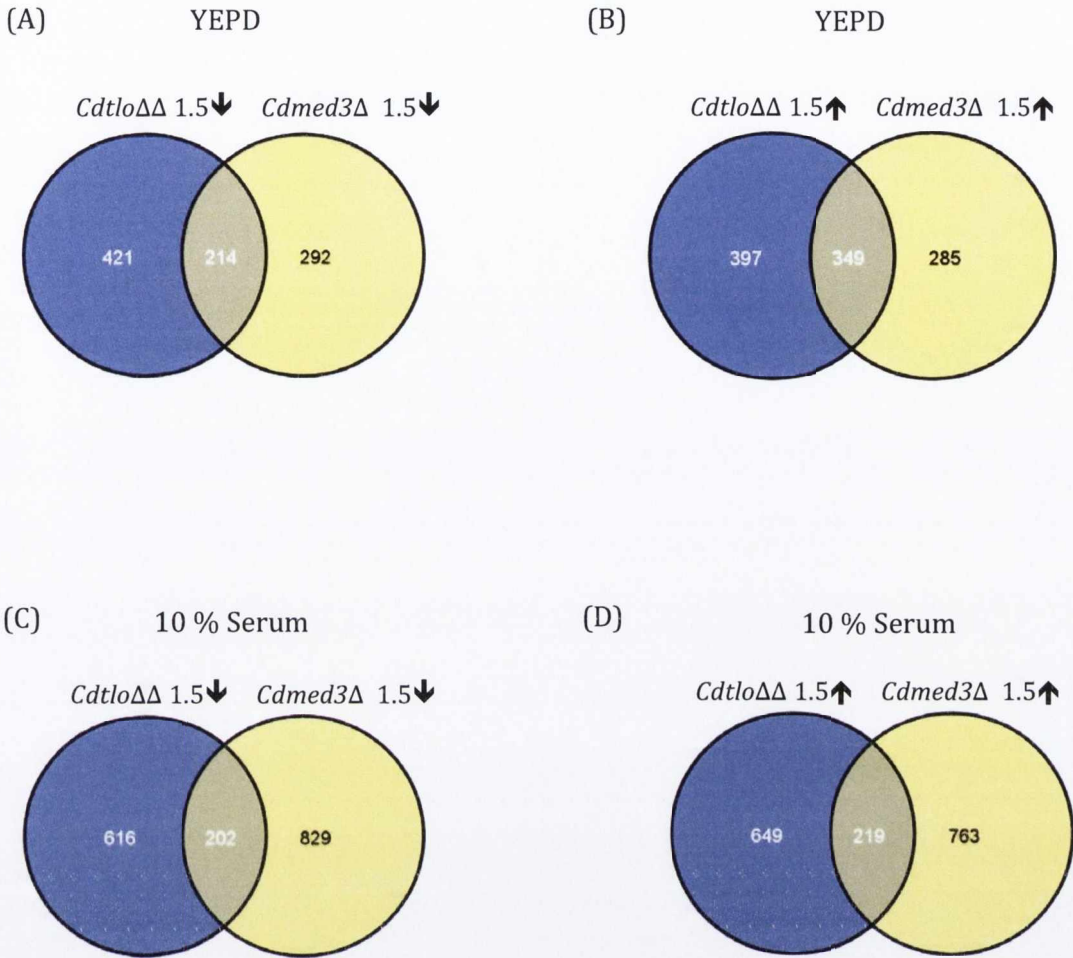 (A) YEPD
CdtloΔΔ 1.5🡇 Cdmed3Δ 1.5🡇
421 214 292
(B) YEPD
CdtloΔΔ 1.5🡅 Cdmed3Δ 1.5🡅
397 349 285
(C) 10 % Serum
CdtloΔΔ 1.5🡇 Cdmed3Δ 1.5🡇
616 202 829
(D) 10 % Serum
CdtloΔΔ 1.5🡅 Cdmed3Δ 1.5🡅
649 219 763